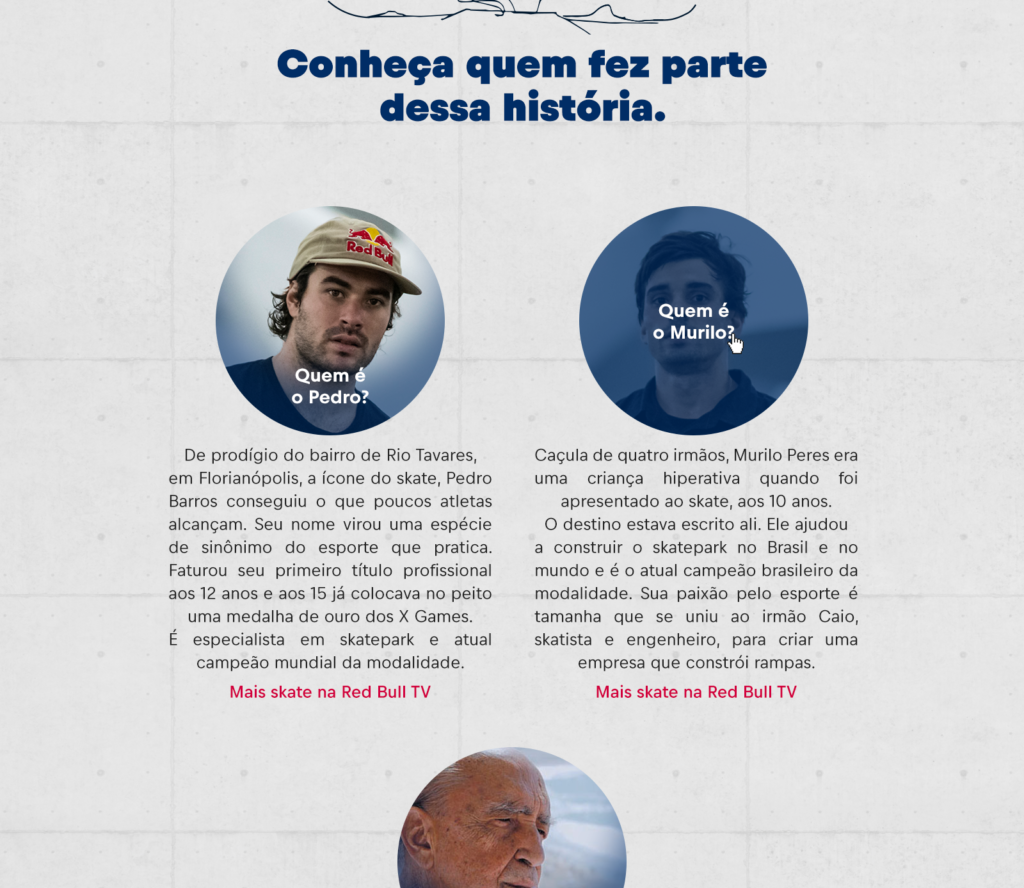 Conheça quem fez parte
dessa história.
Red Bull
Quem é
o Pedro?
De prodígio do bairro de Rio Tavares,
em Florianópolis, a ícone do skate, Pedro
Barros conseguiu o que poucos atletas
alcançam. Seu nome virou uma espécie
de sinônimo do esporte que pratica.
Faturou seu primeiro título profissional
aos 12 anos e aos 15 já colocava no peito
uma medalha de ouro dos X Games.
É especialista em skatepark e atual
campeão mundial da modalidade.
Mais skate na Red Bull TV
Quem é
o Murilo?
Caçula de quatro irmãos, Murilo Peres era
uma criança hiperativa quando foi
apresentado ao skate, aos 10 anos.
O destino estava escrito ali. Ele ajudou
a construir o skatepark no Brasil e no
mundo e é o atual campeão brasileiro da
modalidade. Sua paixão pelo esporte é
tamanha que se uniu ao irmão Caio,
skatista e engenheiro, para criar uma
empresa que constrói rampas.
Mais skate na Red Bull TV